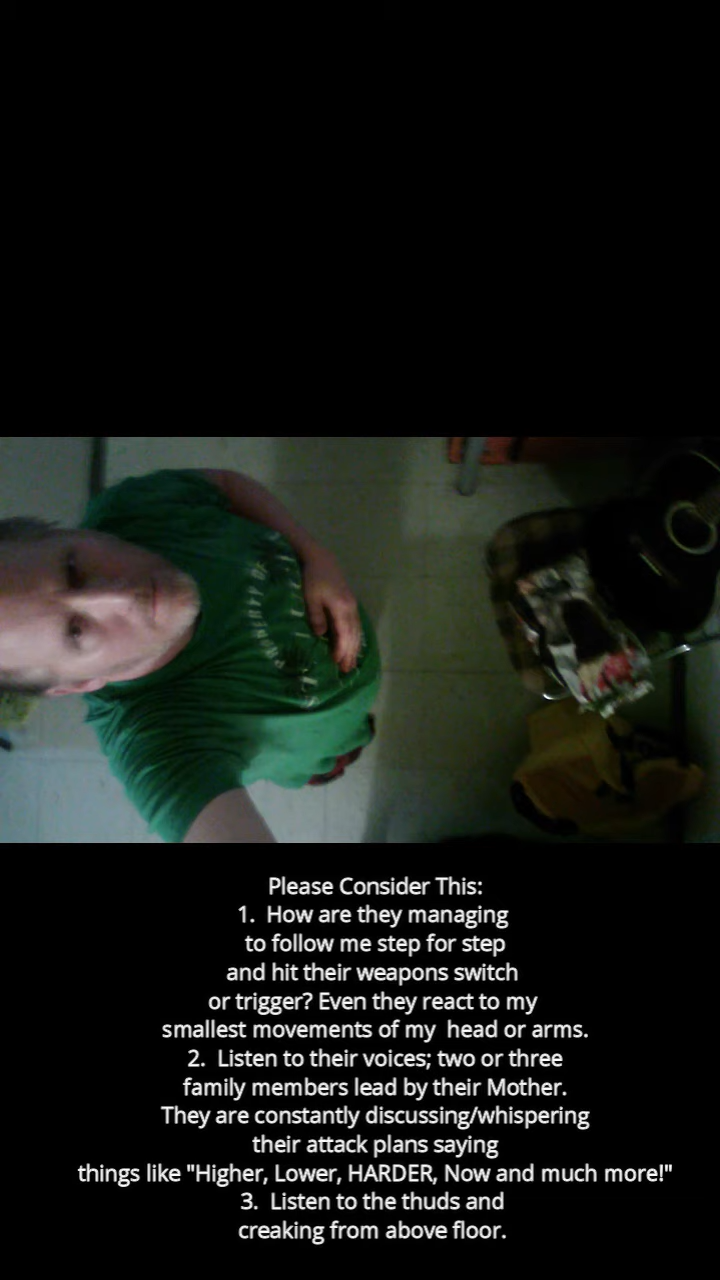 PROPERTY OF
Please Consider This:
1.  How are they managing
to follow me step for step
and hit their weapons switch
or trigger? Even they react to my
smallest movements of my  head or arms.
2.  Listen to their voices; two or three
family members lead by their Mother.
They are constantly discussing/whispering
their attack plans saying
things like "Higher, Lower, HARDER, Now and much more!"
3.  Listen to the thuds and
creaking from above floor.